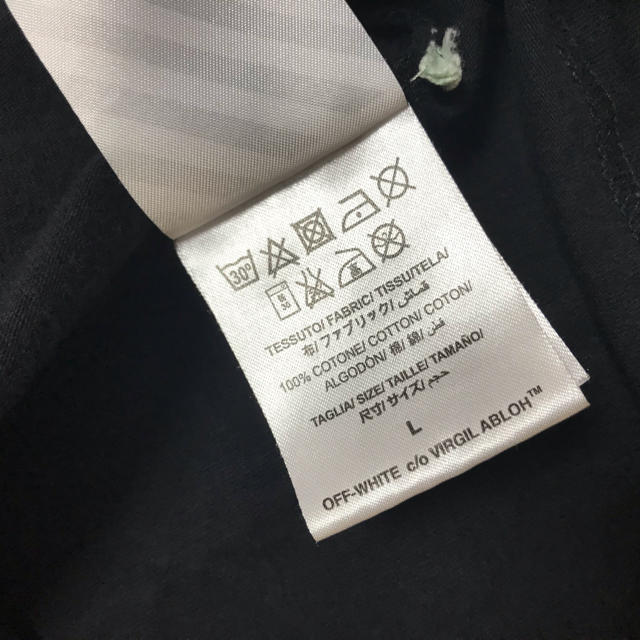 30°
TESSUTO/ FABRIC/ TISSU/TELA/
布/ファブリック/ قماش/
100% COTONE/ COTTON/ COTON/
ALGODÓN/ 棉/ 綿/ قطن/
TAGLIA/ SIZE/ TAILLE/ TAMAÑO/
尺寸/サイズ/ حجم/
L
OFF-WHITE c/o VIRGIL ABLOH™